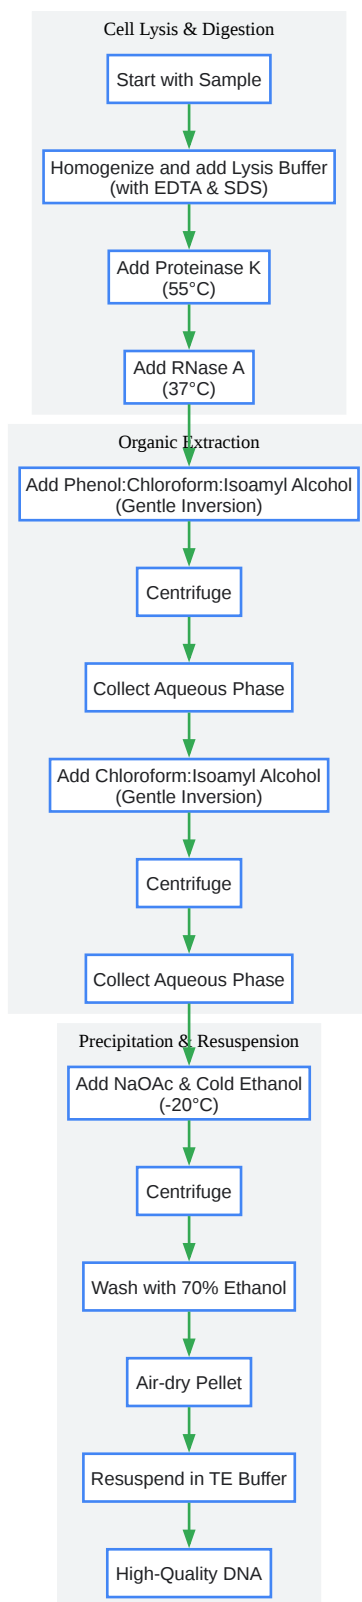 Cell Lysis & Digestion
Start with Sample
Homogenize and add Lysis Buffer
(with EDTA & SDS)
Add Proteinase K
(55°C)
Add RNase A
(37°C)
Organic Extraction
Add Phenol:Chloroform:Isoamyl Alcohol
(Gentle Inversion)
Centrifuge
Collect Aqueous Phase
Add Chloroform:Isoamyl Alcohol
(Gentle Inversion)
Centrifuge
Collect Aqueous Phase
Precipitation & Resuspension
Add NaOAc & Cold Ethanol
(-20°C)
Centrifuge
Wash with 70% Ethanol
Air-dry Pellet
Resuspend in TE Buffer
High-Quality DNA